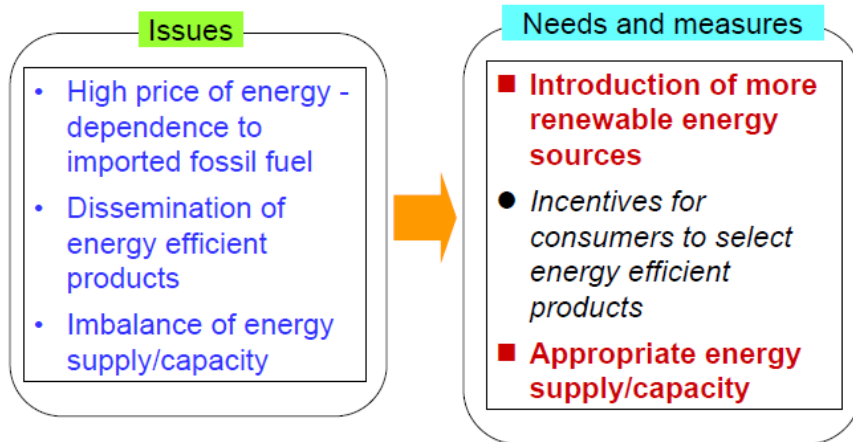 Issues
• High price of energy -
dependence to
imported fossil fuel
• Dissemination of
energy efficient
products
• Imbalance of energy
supply/capacity
Needs and measures
■ Introduction of more
renewable energy
sources
● Incentives for
consumers to select
energy efficient
products
■ Appropriate energy
supply/capacity